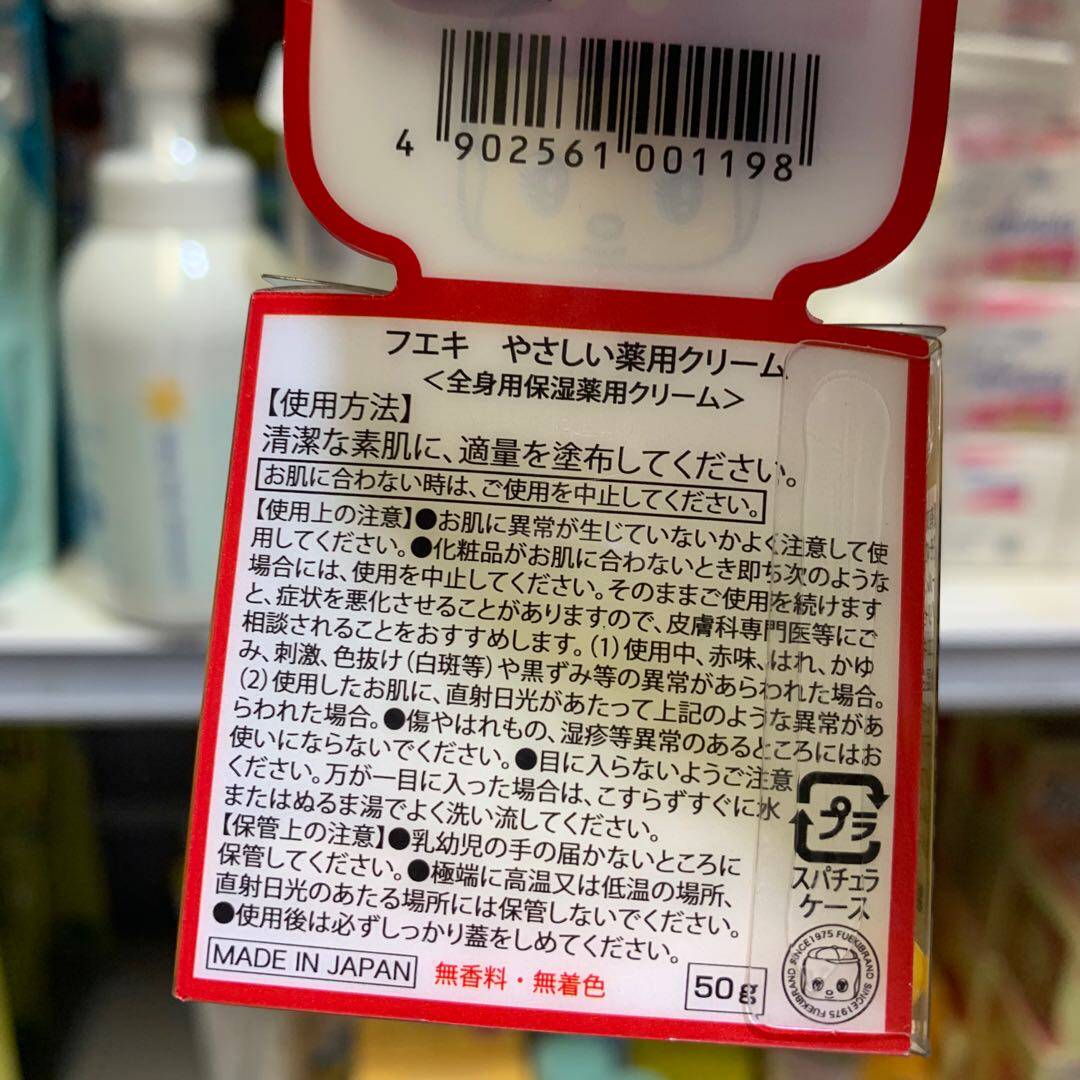 4 902561 001198
フエキ やさしい薬用クリーム
＜全身用保湿薬用クリーム＞
【使用方法】
清潔な素肌に、適量を塗布してください。
お肌に合わない時は、ご使用を中止してください。
【使用上の注意】●お肌に異常が生じていないかよく注意して使
用してください。●化粧品がお肌に合わないとき即ち次のような
場合には、使用を中止してください。そのままご使用を続けます
と、症状を悪化させることがありますので、皮膚科専門医等にご
相談されることをおすすめします。(1)使用中、赤味、はれ、かゆ
み、刺激、色抜け(白斑等)や黒ずみ等の異常があらわれた場合。
(2)使用したお肌に、直射日光があたって上記のような異常があ
らわれた場合。●傷やはれもの、湿疹等異常のあるところにはお
使いにならないでください。●目に入らないようご注意
ください。万が一目に入った場合は、こすらずすぐに水
またはぬるま湯でよく洗い流してください。
【保管上の注意】●乳幼児の手の届かないところに
保管してください。●極端に高温又は低温の場所、
直射日光のあたる場所には保管しないでください。
●使用後は必ずしっかり蓋をしめてください。
プラ
スパチュラ
ケース
MADE IN JAPAN
無香料・無着色
50g
SINCE1975 FUEKIBRAND SINCE1975 FUEKIBRAND